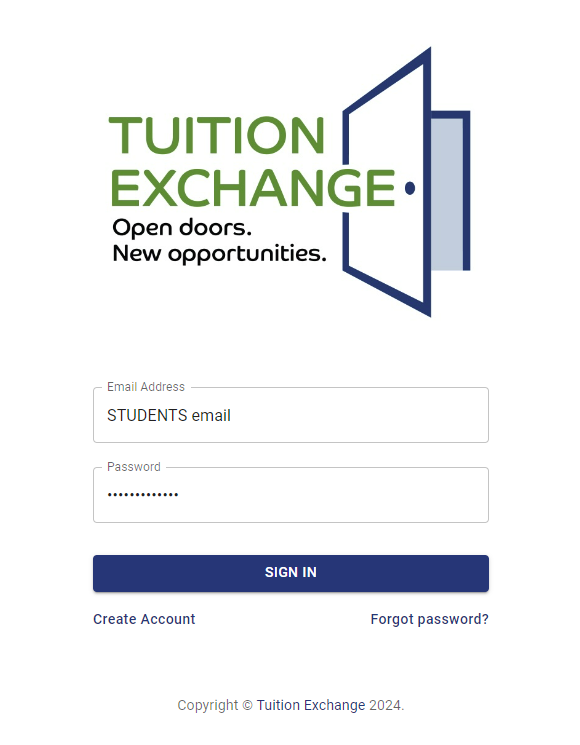 TUITION
EXCHANGE
Open doors.
New opportunities.
Email Address
STUDENTS email
Password
•••••••••••••
SIGN IN
Create Account Forgot password?
Copyright © Tuition Exchange 2024.